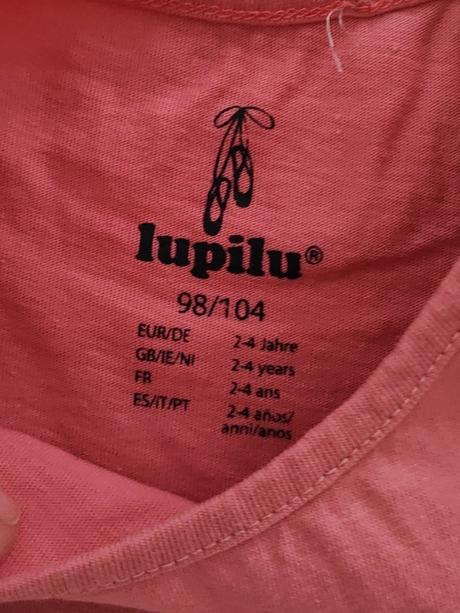 lupilu®
98/104
EUR/DE 2-4 Jahre
GB/IE/NI 2-4 years
FR 2-4 ans
ES/IT/PT 2-4 años/
anni/anos